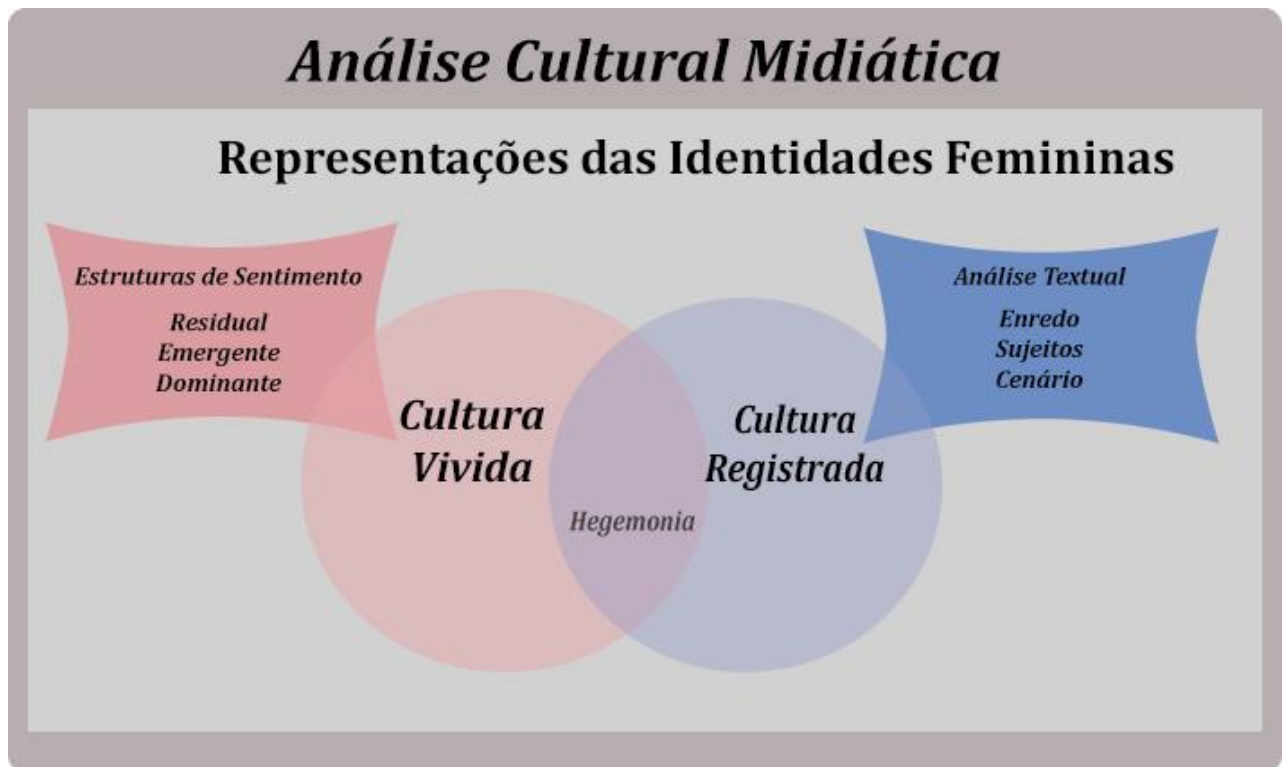 Análise Cultural Midiática
Representações das Identidades Femininas
Estruturas de Sentimento
Residual
Emergente
Dominante
Análise Textual
Enredo
Sujeitos
Cenário
Cultura
Vivida
Cultura
Registrada
Hegemonia